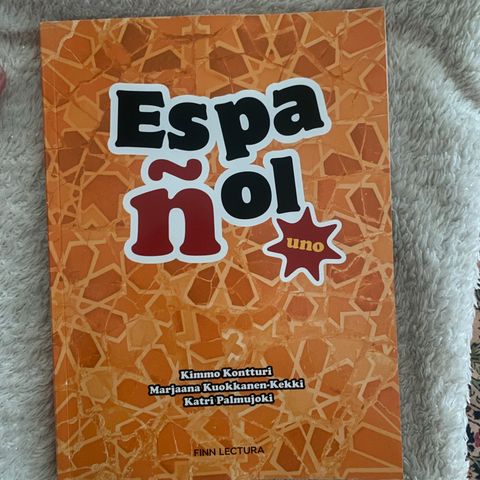 Espa
ñol
uno
Kimmo Kontturi
Marjaana Kuokkanen-Kekki
Katri Palmujoki
FINN LECTURA